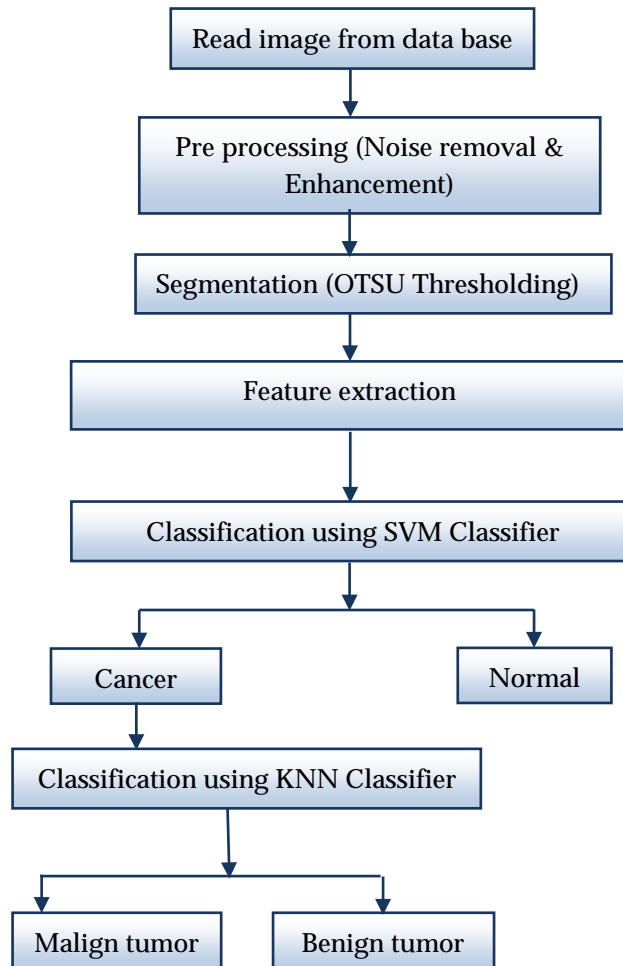 Read image from data base
Pre processing (Noise removal &
Enhancement)
Segmentation (OTSU Thresholding)
Feature extraction
Classification using SVM Classifier
Cancer
Normal
Classification using KNN Classifier
Malign tumor
Benign tumor